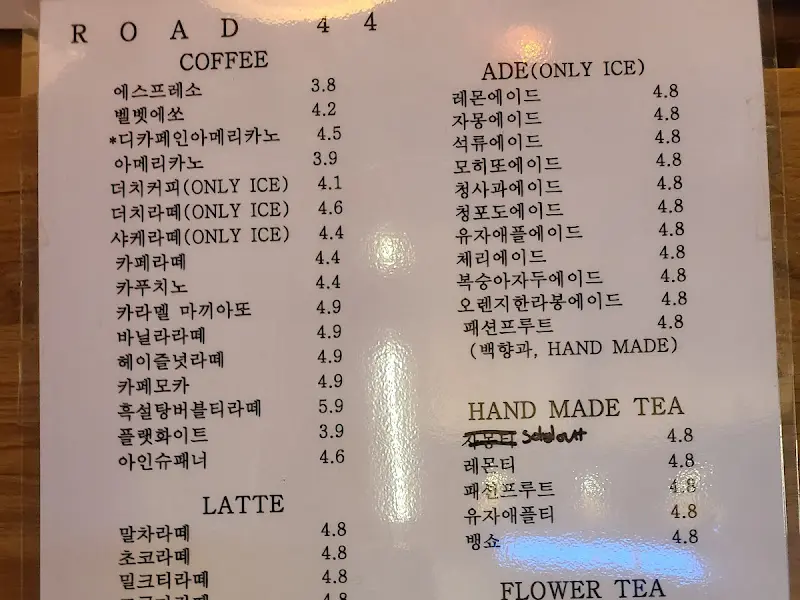 ROAD 44
COFFEE
에스프레소 3.8
벨벳에쏘 4.2
*디카페인아메리카노 4.5
아메리카노 3.9
더치커피(ONLY ICE) 4.1
더치라떼(ONLY ICE) 4.6
샤케라떼(ONLY ICE) 4.4
카페라떼 4.4
카푸치노 4.4
카라멜 마끼아또 4.9
바닐라라떼 4.9
헤이즐넛라떼 4.9
카페모카 4.9
흑설탕버블티라떼 5.9
플랫화이트 3.9
아인슈패너 4.6
LATTE
말차라떼 4.8
초코라떼 4.8
밀크티라떼 4.8
4.8
ADE(ONLY ICE)
레몬에이드 4.8
자몽에이드 4.8
석류에이드 4.8
모히또에이드 4.8
청사과에이드 4.8
청포도에이드 4.8
유자애플에이드 4.8
체리에이드 4.8
복숭아자두에이드 4.8
오렌지한라봉에이드 4.8
패션프루트 4.8
(백향과, HAND MADE)
HAND MADE TEA
자몽티 Soldout 4.8
레몬티 4.8
패션프루트 4.8
유자애플티 4.8
뱅쇼 4.8
FLOWER TEA